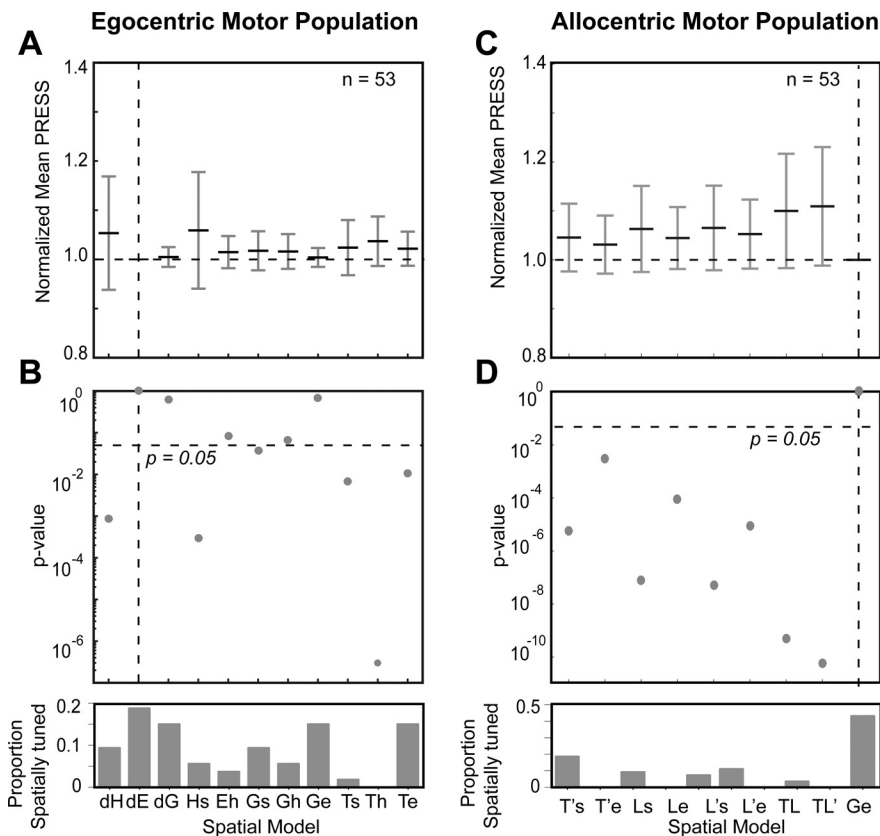 Egocentric Motor Population
A
Normalized Mean PRESS
1.4
1.2
1.0
0.8
n = 53
B
p-value
10^0
10^-2
10^-4
10^-6
p = 0.05
Proportion
Spatially tuned
0.2
0.1
0
dH dE dG Hs Eh Gs Gh Ge Ts Th Te
Spatial Model
Allocentric Motor Population
C
Normalized Mean PRESS
1.4
1.2
1.0
0.8
n = 53
D
p-value
10^0
10^-2
10^-4
10^-6
10^-8
10^-10
p = 0.05
Proportion
Spatially tuned
0.5
0
T's T'e Ls Le L's L'e TL TL' Ge
Spatial Model